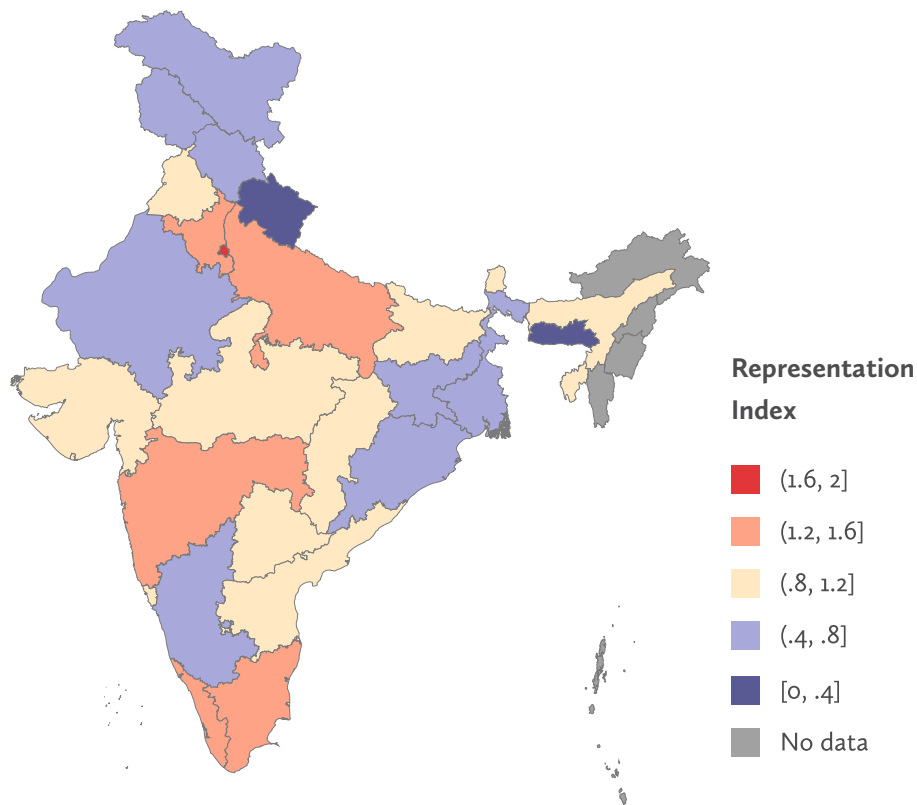 Representation
Index
(1.6, 2]
(1.2, 1.6]
(.8, 1.2]
(.4, .8]
[0, .4]
No data